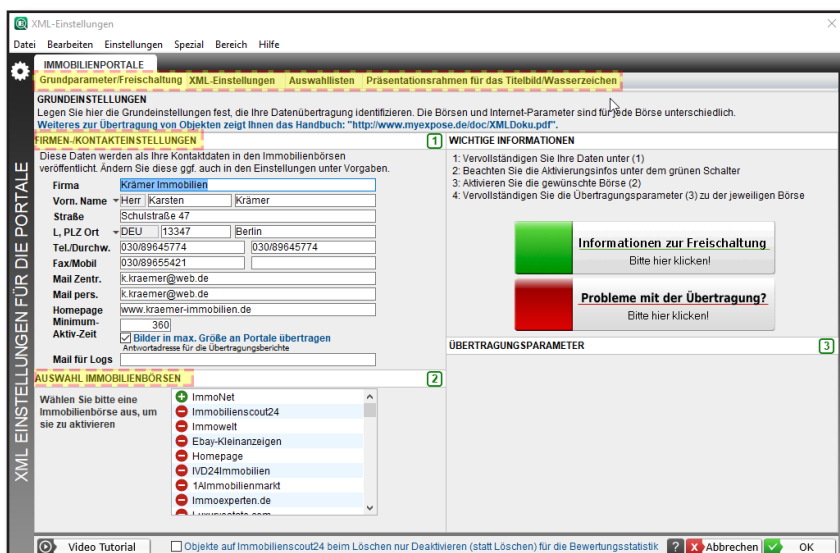 XML-Einstellungen
Datei Bearbeiten Einstellungen Spezial Bereich Hilfe
IMMOBILIENPORTALE
Grundparameter/Freischaltung XML-Einstellungen Auswahllisten Präsentationsrahmen für das Titelbild/Wasserzeichen
GRUNDEINSTELLUNGEN
Legen Sie hier die Grundeinstellungen fest, die Ihre Datenübertragung identifizieren. Die Börsen und Internet-Parameter sind für jede Börse unterschiedlich.
Weiteres zur Übertragung von Objekten zeigt Ihnen das Handbuch: "http://www.myexpose.de/doc/XMLDoku.pdf".
FIRMEN-/KONTAKTEINSTELLUNGEN 1
Diese Daten werden als Ihre Kontaktdaten in den Immobilienbörsen
veröffentlicht. Ändern Sie diese ggf. auch in den Einstellungen unter Vorgaben.
Firma Krämer Immobilien
Vorn. Name Herr Karsten Krämer
Straße Schulstraße 47
L, PLZ Ort DEU 13347 Berlin
Tel./Durchw. 030/89645774 030/89645774
Fax/Mobil 030/89655421
Mail Zentr. k.kraemer@web.de
Mail pers. k.kraemer@web.de
Homepage www.kraemer-immobilien.de
Minimum-
Aktiv-Zeit 360
Bilder in max. Größe an Portale übertragen
Antwortadresse für die Übertragungsberichte
Mail für Logs
AUSWAHL IMMOBILIENBÖRSEN 2
Wählen Sie bitte eine
Immobilienbörse aus, um
sie zu aktivieren
ImmoNet
Immobilienscout24
Immowelt
Ebay-Kleinanzeigen
Homepage
IVD24Immobilien
1AImmobilienmarkt
Immoexperten.de
Luxuryestate.com
WICHTIGE INFORMATIONEN
1: Vervollständigen Sie Ihre Daten unter (1)
2: Beachten Sie die Aktivierungsinfos unter dem grünen Schalter
3: Aktivieren Sie die gewünschte Börse (2)
4: Vervollständigen Sie die Übertragungsparameter (3) zu der jeweiligen Börse
Informationen zur Freischaltung
Bitte hier klicken!
Probleme mit der Übertragung?
Bitte hier klicken!
ÜBERTRAGUNGSPARAMETER 3
XML EINSTELLUNGEN FÜR DIE PORTALE
Video Tutorial
Objekte auf Immobilienscout24 beim Löschen nur Deaktivieren (statt Löschen) für die Bewertungsstatistik
? X Abbrechen OK